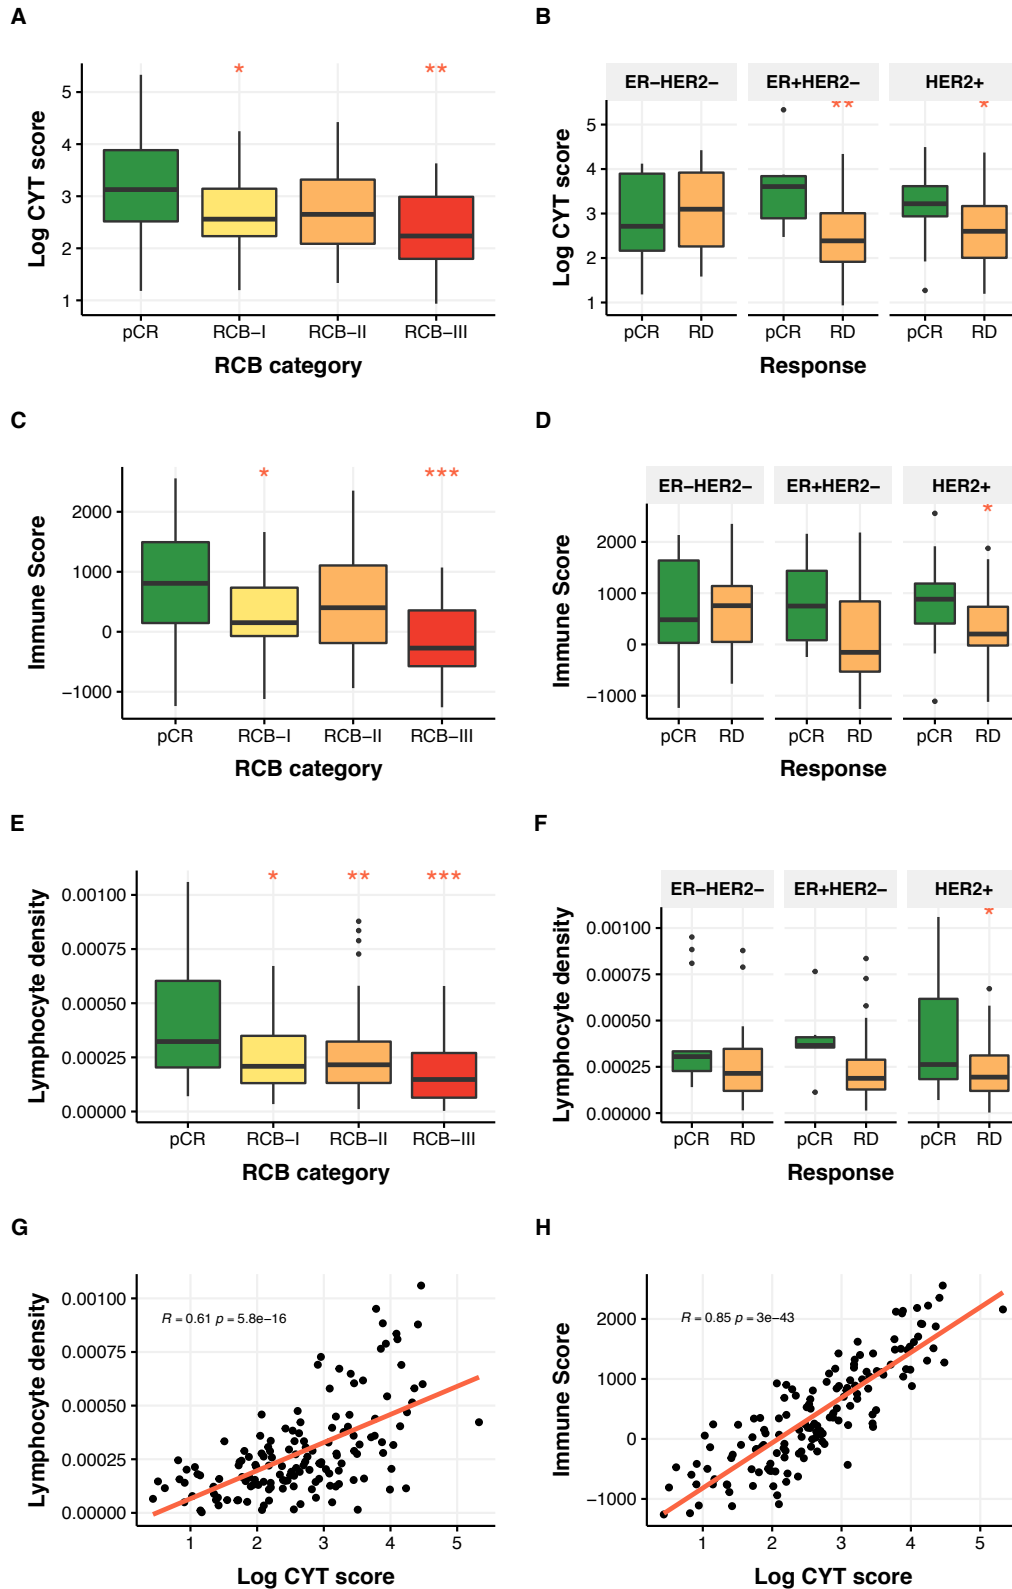 A
Log CYT score
5
4
3
2
1
*
**
pCR
RCB−I
RCB−II
RCB−III
RCB category
B
Log CYT score
ER−HER2−
ER+HER2−
HER2+
5
4
3
2
1
**
*
pCR
RD
pCR
RD
pCR
RD
Response
C
Immune Score
2000
1000
0
−1000
*
***
pCR
RCB−I
RCB−II
RCB−III
RCB category
D
Immune Score
ER−HER2−
ER+HER2−
HER2+
2000
1000
0
−1000
*
pCR
RD
pCR
RD
pCR
RD
Response
E
Lymphocyte density
0.00100
0.00075
0.00050
0.00025
0.00000
*
**
***
pCR
RCB−I
RCB−II
RCB−III
RCB category
F
Lymphocyte density
ER−HER2−
ER+HER2−
HER2+
0.00100
0.00075
0.00050
0.00025
0.00000
*
pCR
RD
pCR
RD
pCR
RD
Response
G
Lymphocyte density
0.00100
0.00075
0.00050
0.00025
0.00000
R = 0.61 p = 5.8e−16
1
2
3
4
5
Log CYT score
H
Immune Score
2000
1000
0
−1000
R = 0.85 p = 3e−43
1
2
3
4
5
Log CYT score